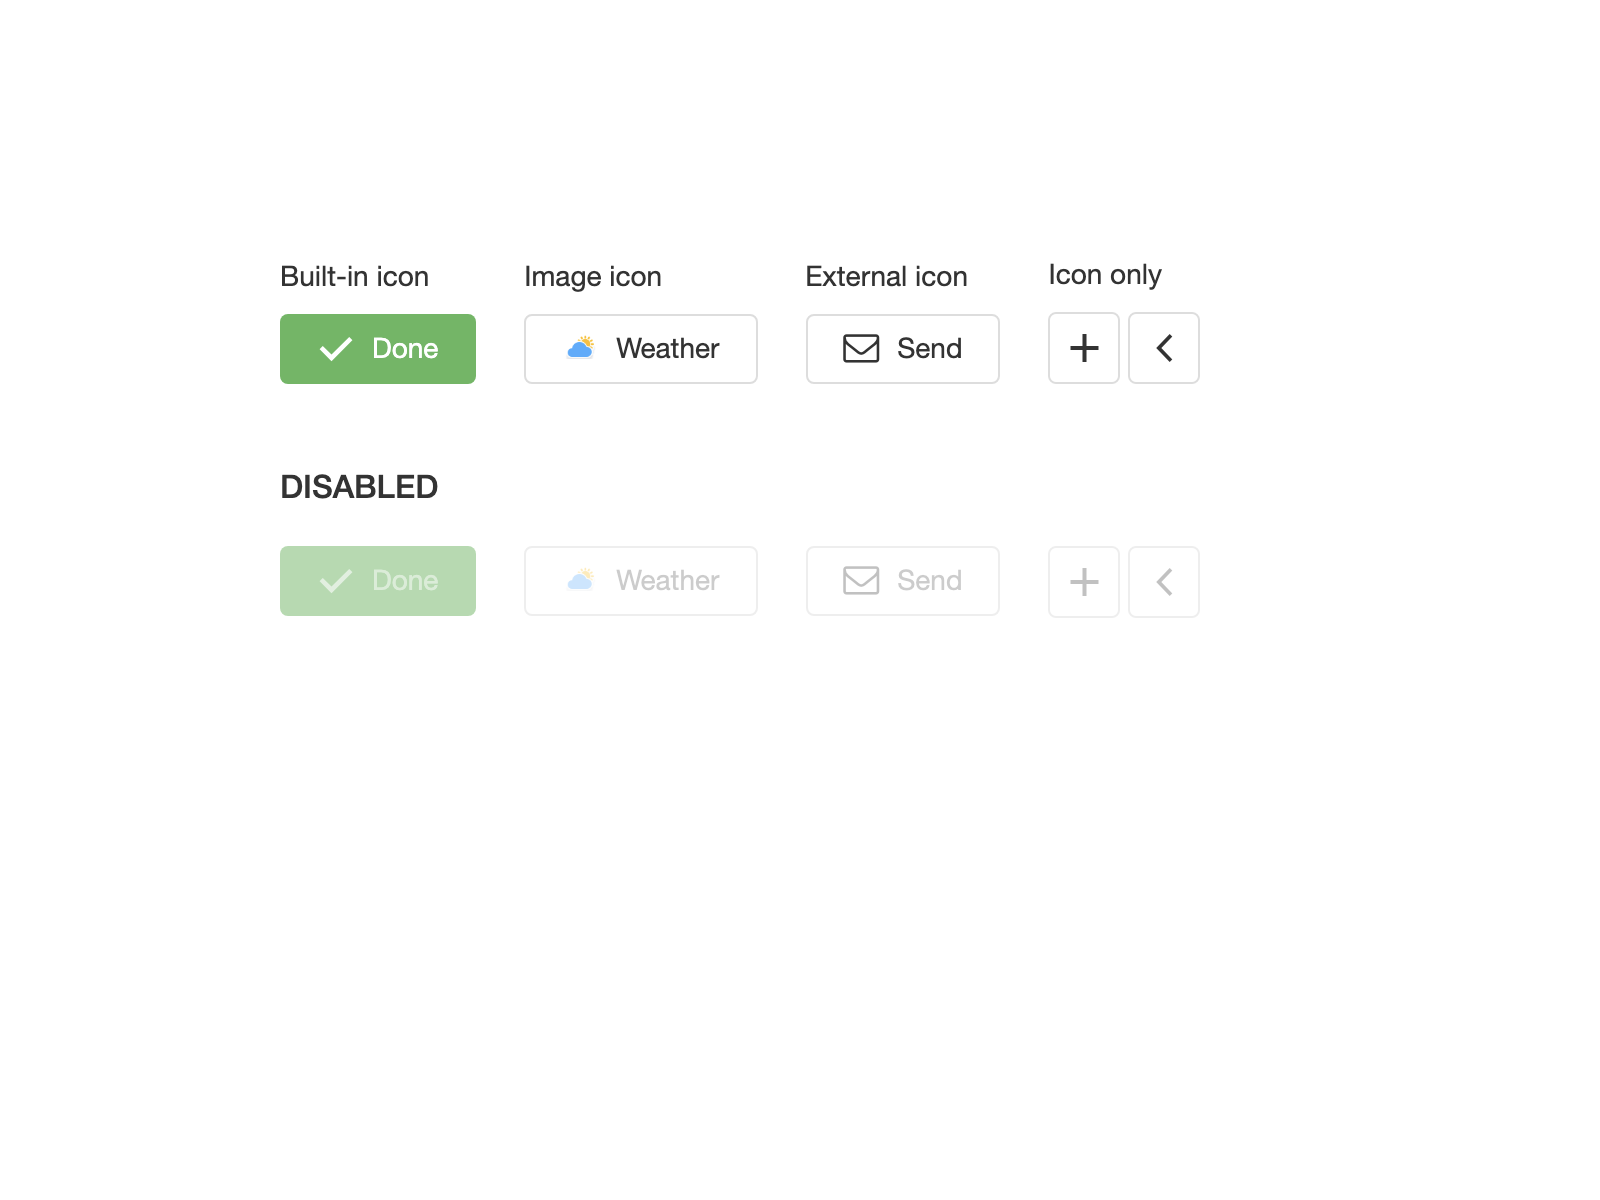 Built-in icon Image icon External icon Icon only
Done Weather Send
DISABLED
Done Weather Send